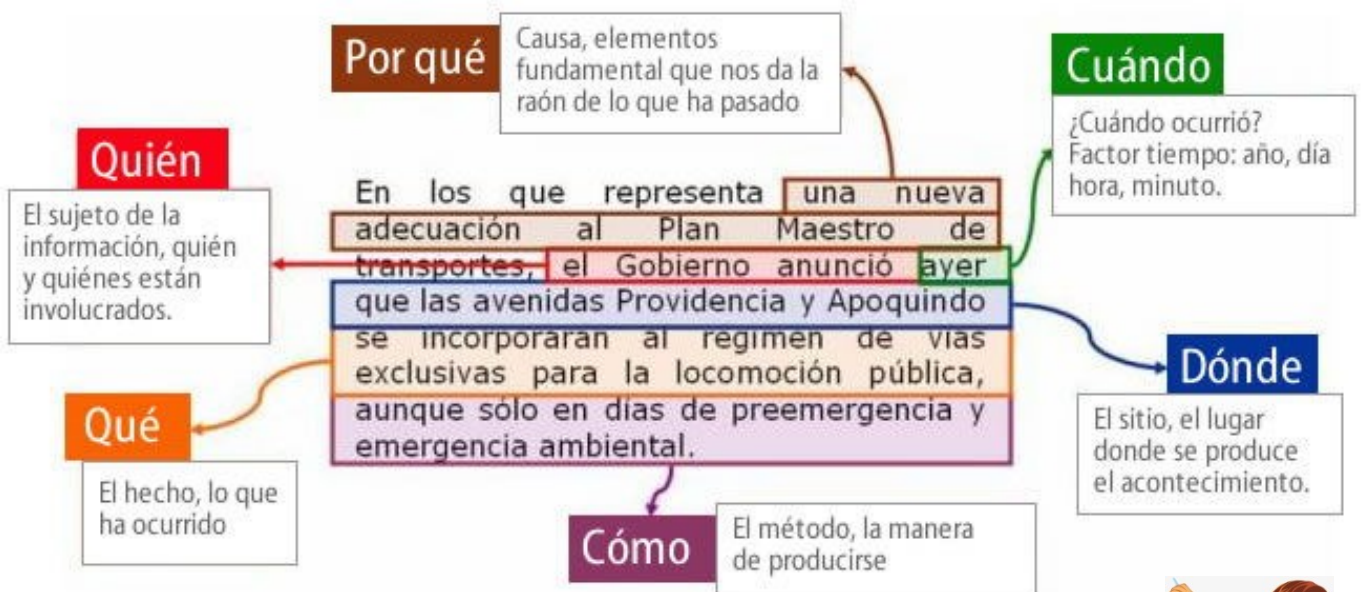 Por qué
Causa, elementos
fundamental que nos da la
raón de lo que ha pasado
Cuándo
¿Cuándo ocurrió?
Factor tiempo: año, día
hora, minuto.
Quién
El sujeto de la
información, quién
y quiénes están
involucrados.
En los que representa una nueva
adecuación al Plan Maestro de
transportes, el Gobierno anunció ayer
que las avenidas Providencia y Apoquindo
se incorporarán al régimen de vías
exclusivas para la locomoción pública,
aunque sólo en días de preemergencia y
emergencia ambiental.
Dónde
El sitio, el lugar
donde se produce
el acontecimiento.
Qué
El hecho, lo que
ha ocurrido
Cómo
El método, la manera
de producirse